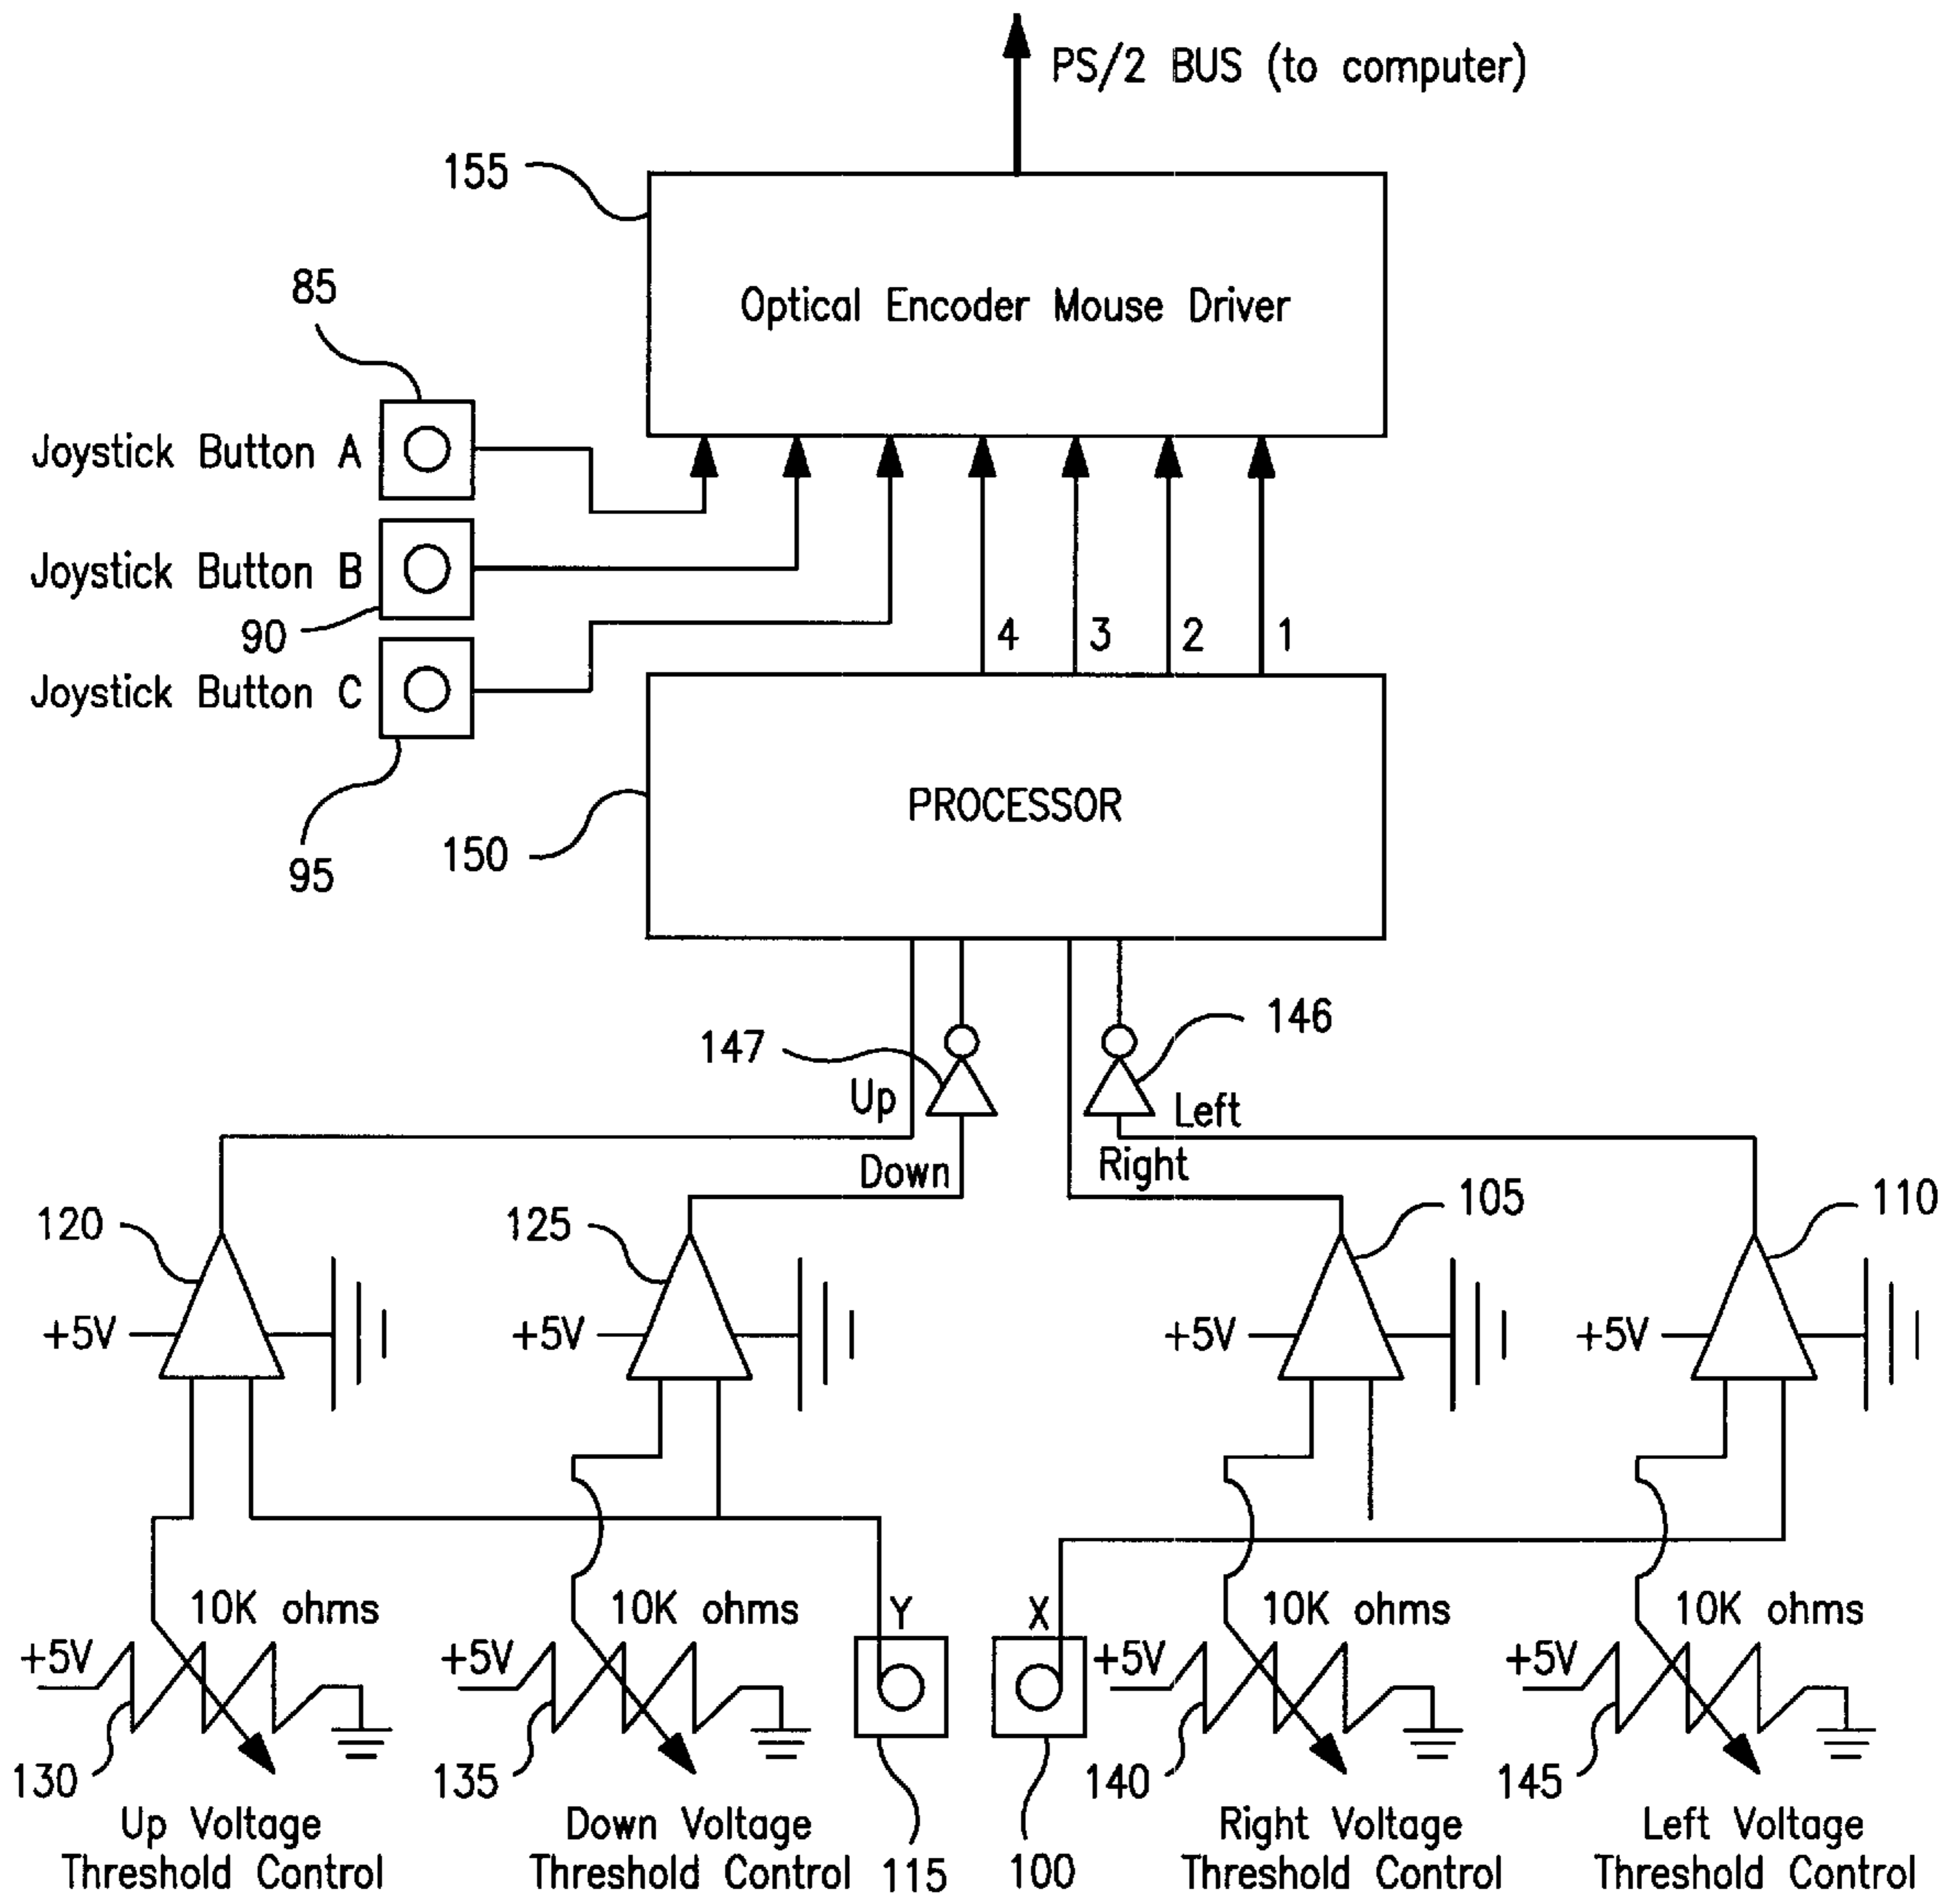 PS/2 BUS (to computer)
155
Optical Encoder Mouse Driver
85
Joystick Button A
Joystick Button B
90
Joystick Button C
95
4 3 2 1
PROCESSOR
150
147
146
Up
Left
Down
Right
120
125
105
110
+5V
+5V
+5V
+5V
10K ohms
10K ohms
Y
X
10K ohms
10K ohms
+5V
+5V
+5V
+5V
130
135
140
145
Up Voltage
Threshold Control
Down Voltage
Threshold Control
115
100
Right Voltage
Threshold Control
Left Voltage
Threshold Control